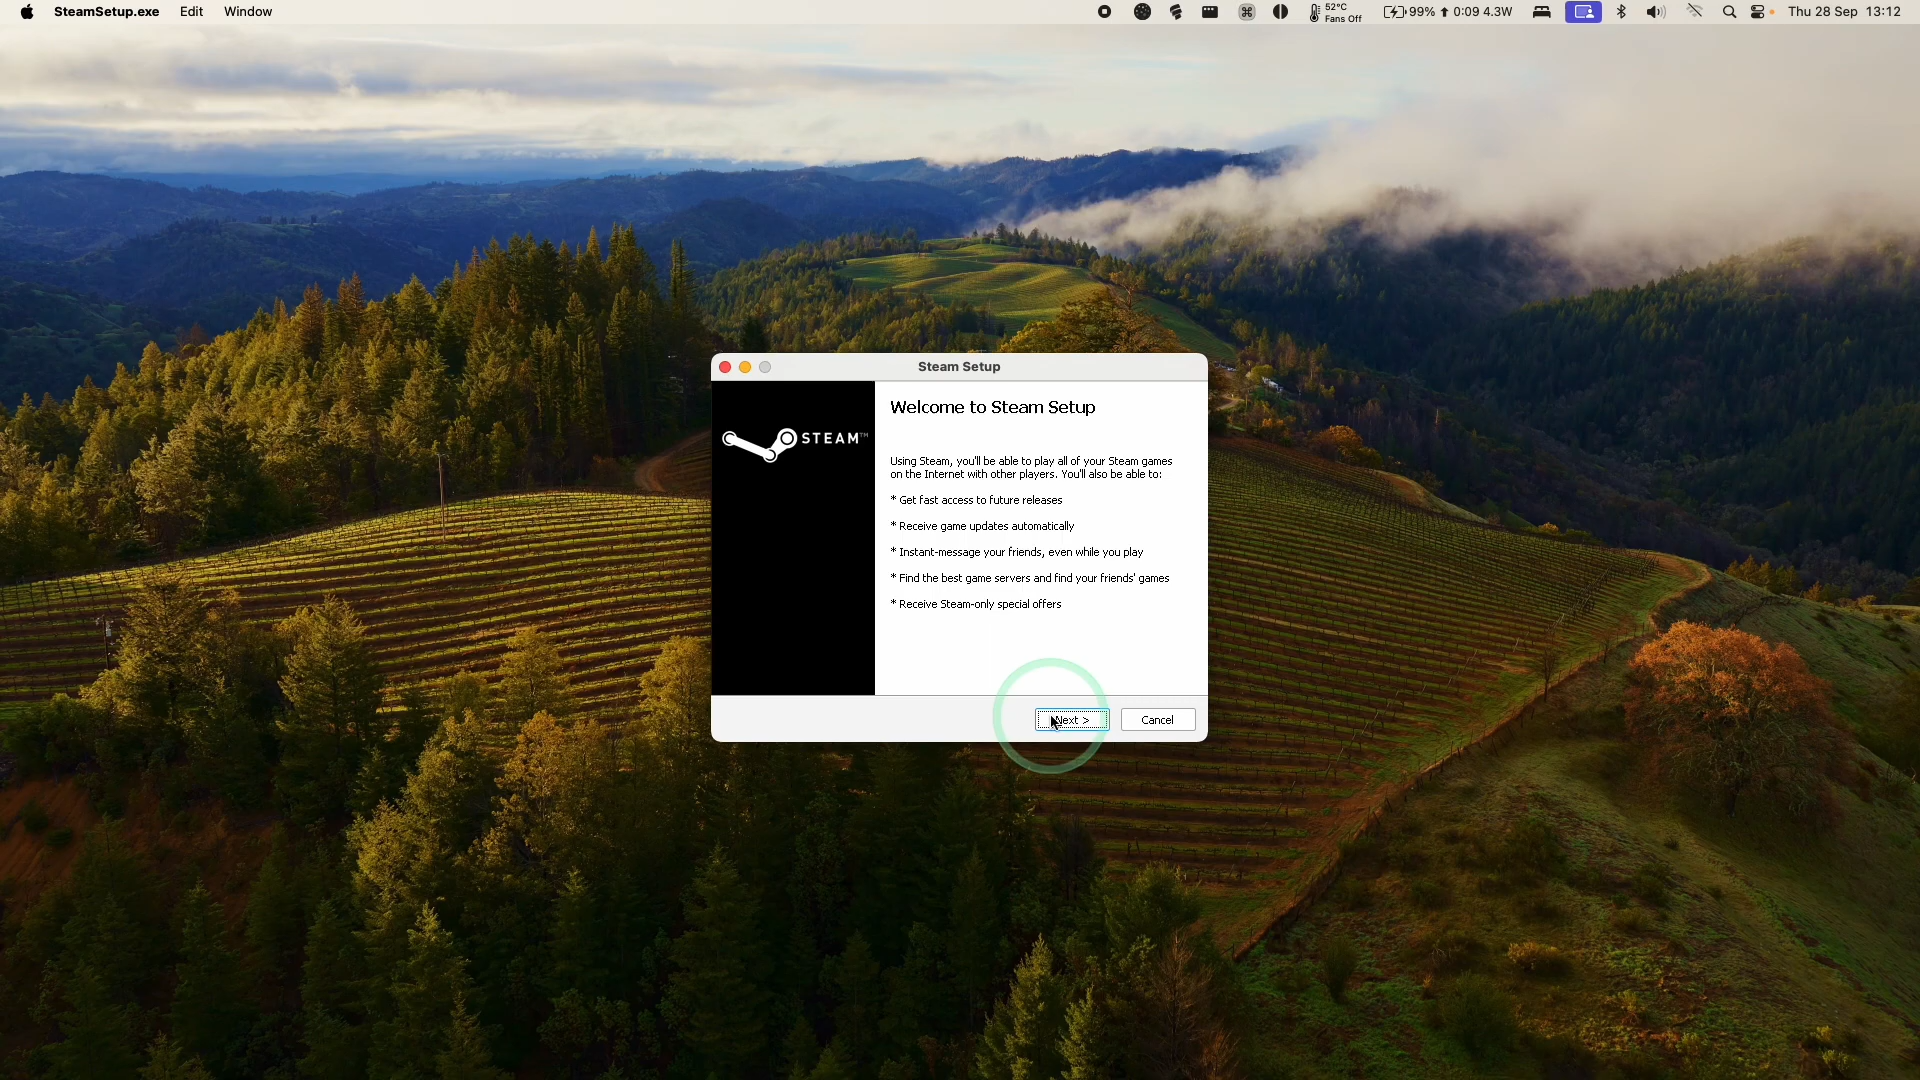 SteamSetup.exe Edit Window
52°C
Fans Off
99% 0:09 4.3W
Thu 28 Sep 13:12
Steam Setup
STEAM™
Welcome to Steam Setup
Using Steam, you'll be able to play all of your Steam games
on the Internet with other players. You'll also be able to:
* Get fast access to future releases
* Receive game updates automatically
* Instant-message your friends, even while you play
* Find the best game servers and find your friends' games
* Receive Steam-only special offers
Next > Cancel